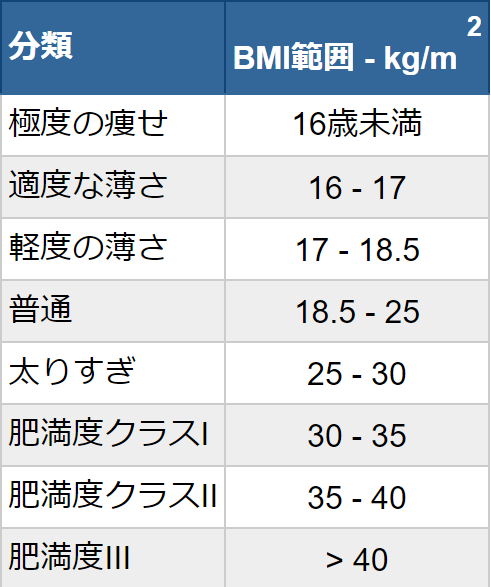 分類 BMI範囲 - kg/m²
極度の痩せ 16歳未満
適度な薄さ 16 - 17
軽度の薄さ 17 - 18.5
普通 18.5 - 25
太りすぎ 25 - 30
肥満度クラスI 30 - 35
肥満度クラスII 35 - 40
肥満度III > 40